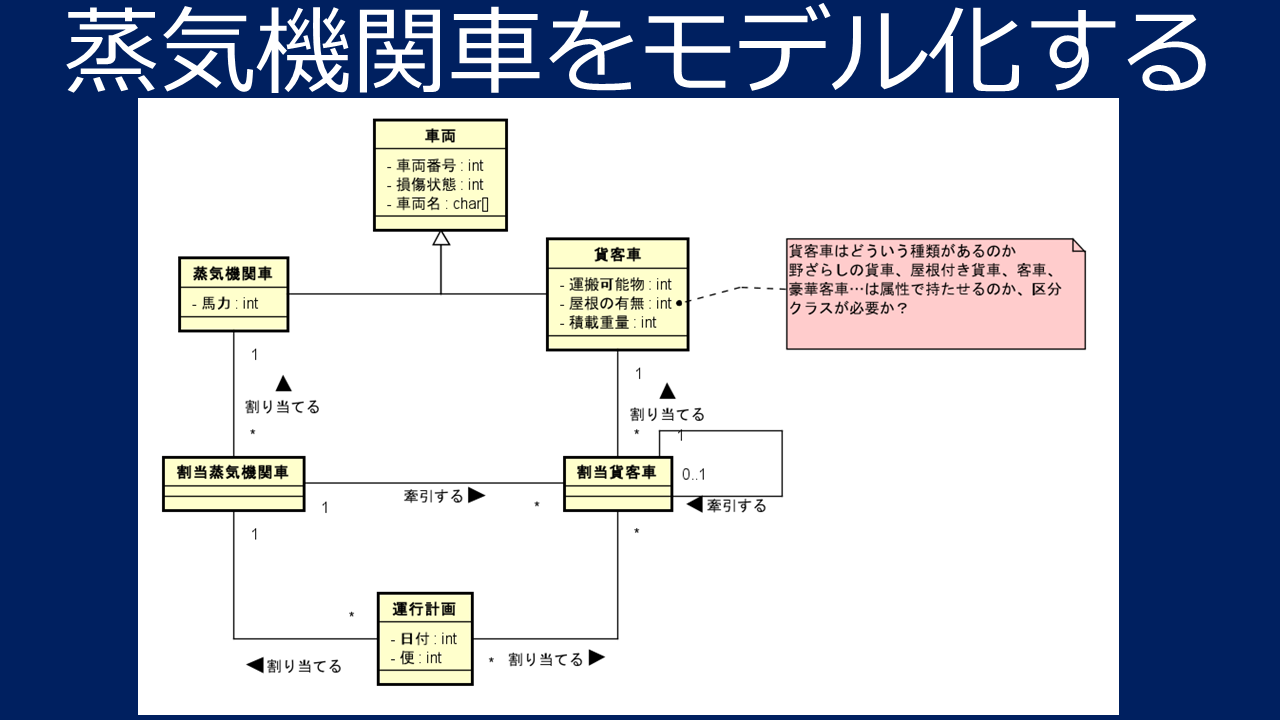 蒸気機関車をモデル化する
車両
- 車両番号 : int
- 損傷状態 : int
- 車両名 : char[]
蒸気機関車
- 馬力 : int
貨客車
- 運搬可能物 : int
- 屋根の有無 : int
- 積載重量 : int
貨客車はどういう種類があるのか
野ざらしの貨車、屋根付き貨車、客車、
豪華客車…は属性で持たせるのか、区分
クラスが必要か？
1
▲
割り当てる
*
1
▲
割り当てる
*
1
0..1
◀ 牽引する
割当蒸気機関車
割当貨客車
牽引する ▶
1
*
1
*
運行計画
- 日付 : int
- 便 : int
*
◀ 割り当てる
* 割り当てる ▶